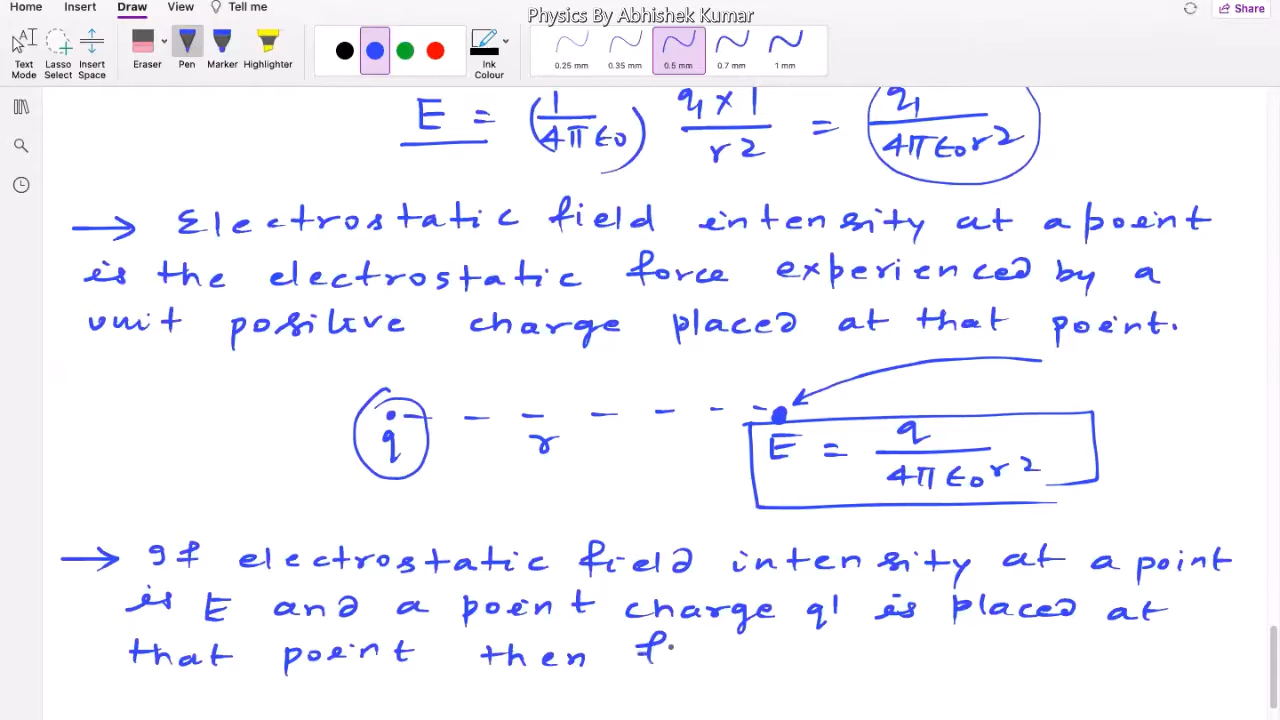 Home Insert Draw View Tell me
Physics By Abhishek Kumar
Share
Text Mode Lasso Select Insert Space Eraser Pen Marker Highlighter Ink Colour 0.25 mm 0.35 mm 0.5 mm 0.7 mm 1 mm
E = (1/4πε0) q1 × 1 / r2 = q1 / 4πε0r2
→ Electrostatic field intensity at a point
is the electrostatic force experienced by a
unit positive charge placed at that point.
q r
E = q / 4πε0r2
→ If electrostatic field intensity at a point
is E and a point charge q1 is placed at
that point then f